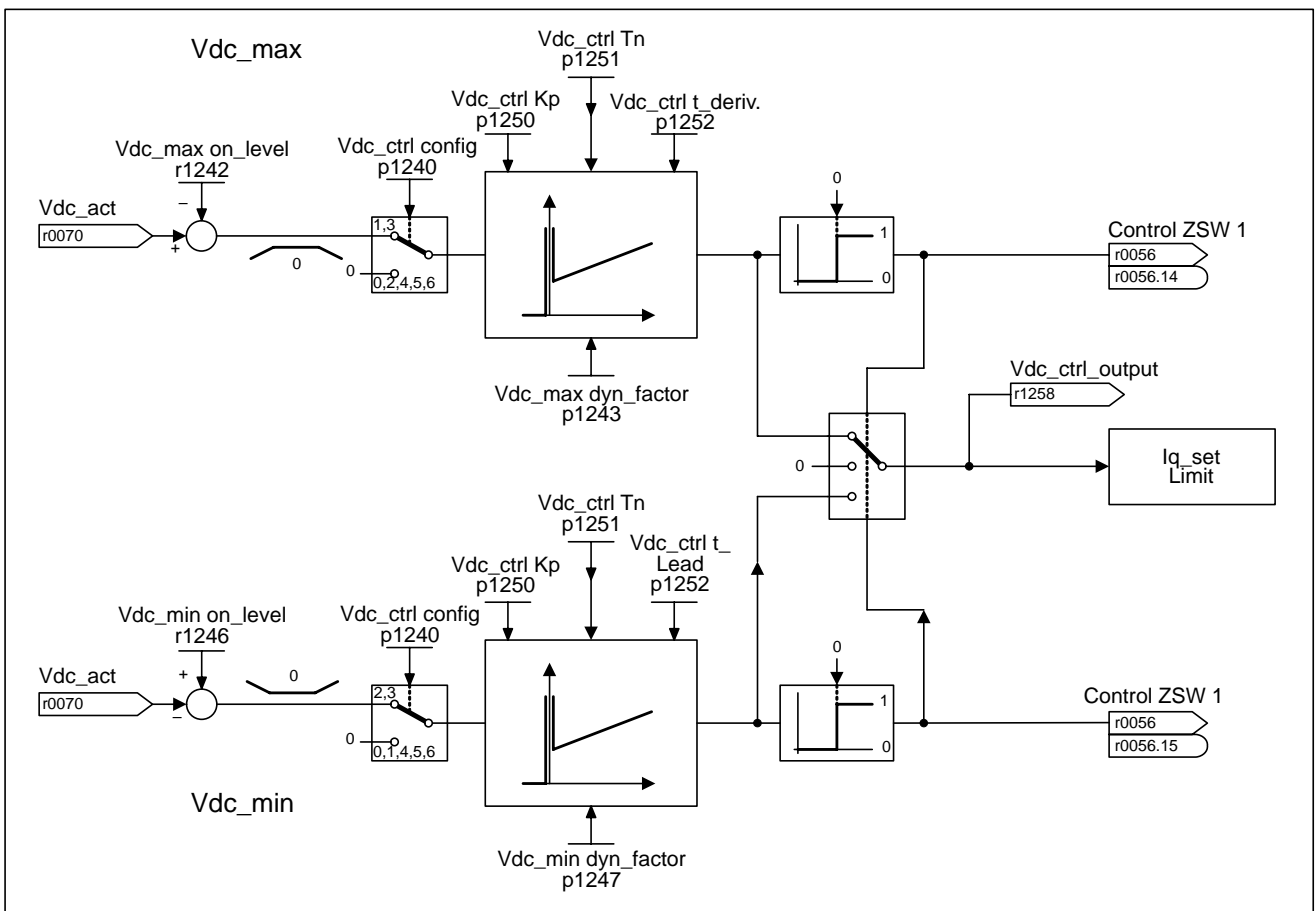 Vdc_max
Vdc_ctrl Tn
p1251
Vdc_ctrl Kp
p1250
Vdc_ctrl t_deriv.
p1252
Vdc_max on_level
r1242
Vdc_ctrl config
p1240
Vdc_act
r0070
–
+
0
1,3
0
0,2,4,5,6
0
1
0
Control ZSW 1
r0056
r0056.14
Vdc_max dyn_factor
p1243
Vdc_ctrl_output
r1258
0
Iq_set
Limit
Vdc_ctrl Tn
p1251
Vdc_ctrl Kp
p1250
Vdc_ctrl t_
Lead
p1252
Vdc_min on_level
r1246
Vdc_ctrl config
p1240
Vdc_act
r0070
+
–
0
2,3
0
0,1,4,5,6
0
1
0
Control ZSW 1
r0056
r0056.15
Vdc_min
Vdc_min dyn_factor
p1247